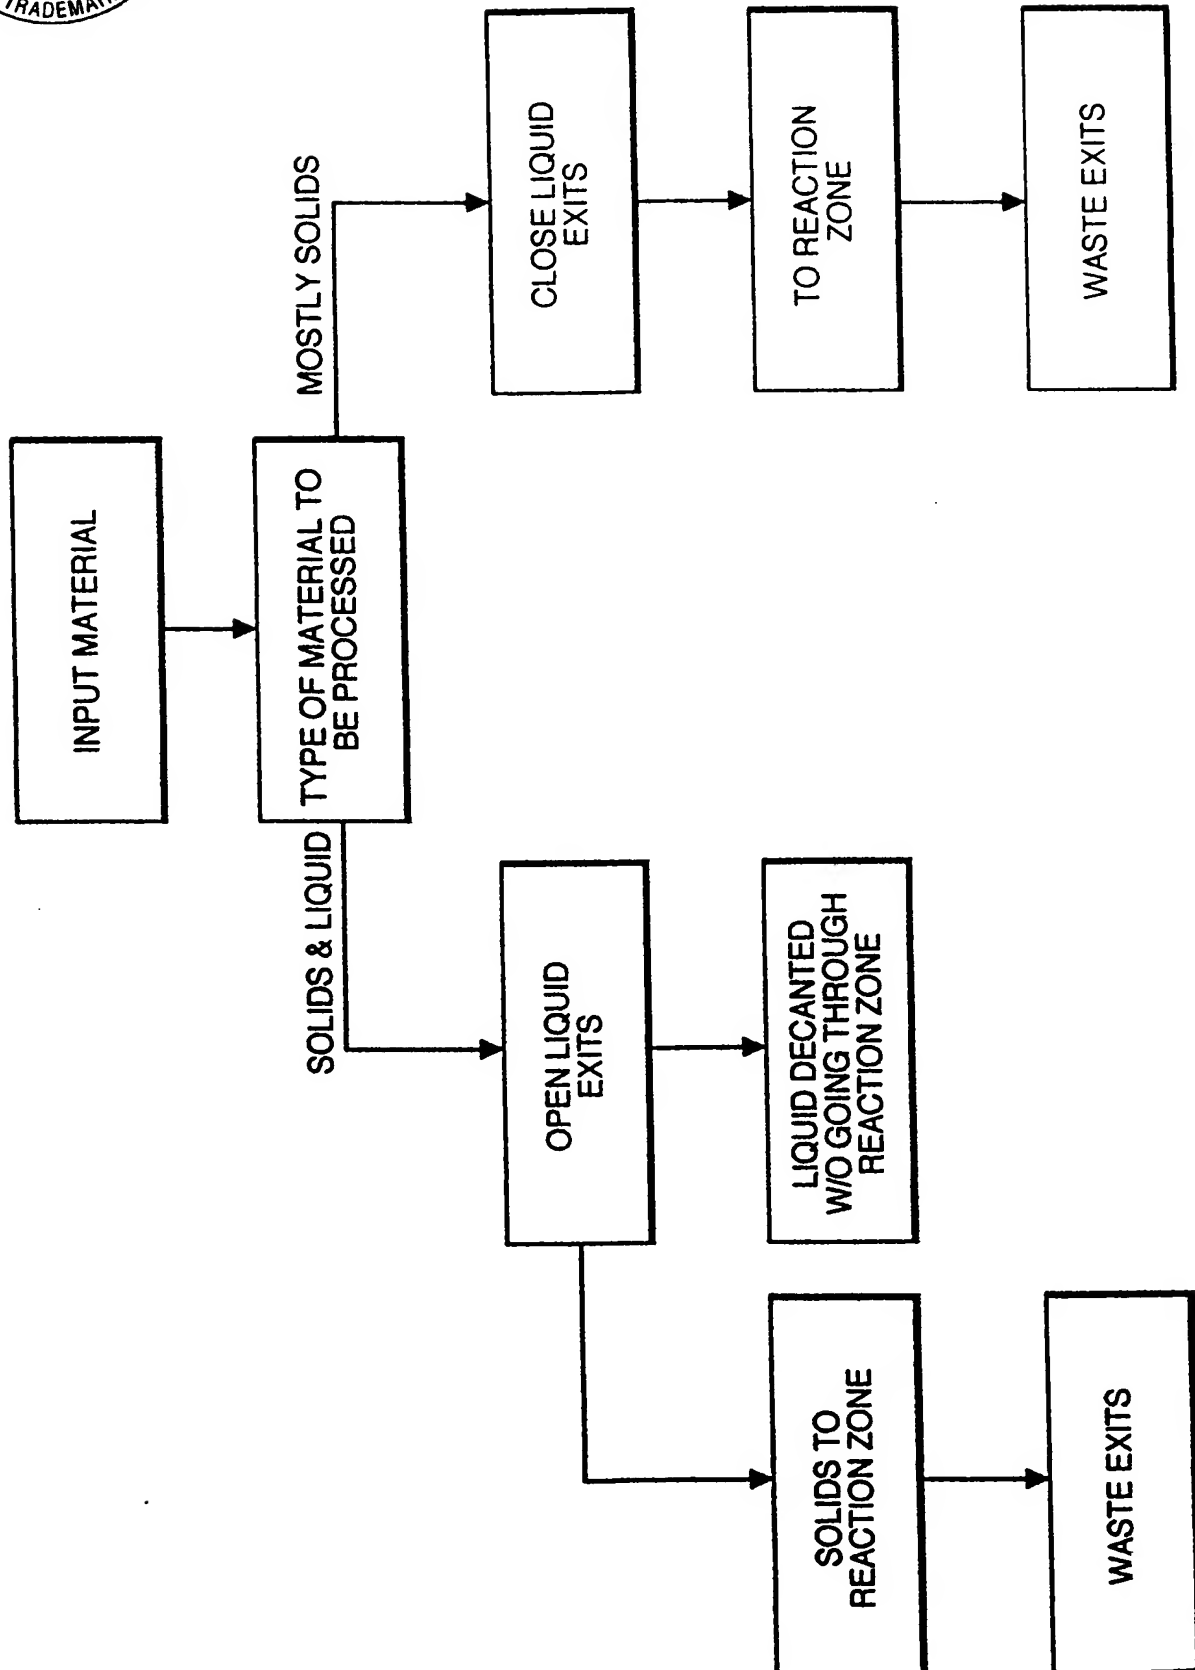 TRADEMAR
INPUT MATERIAL
SOLIDS & LIQUID
TYPE OF MATERIAL TO
BE PROCESSED
MOSTLY SOLIDS
OPEN LIQUID
EXITS
CLOSE LIQUID
EXITS
SOLIDS TO
REACTION ZONE
LIQUID DECANTED
W/O GOING THROUGH
REACTION ZONE
TO REACTION
ZONE
WASTE EXITS
WASTE EXITS